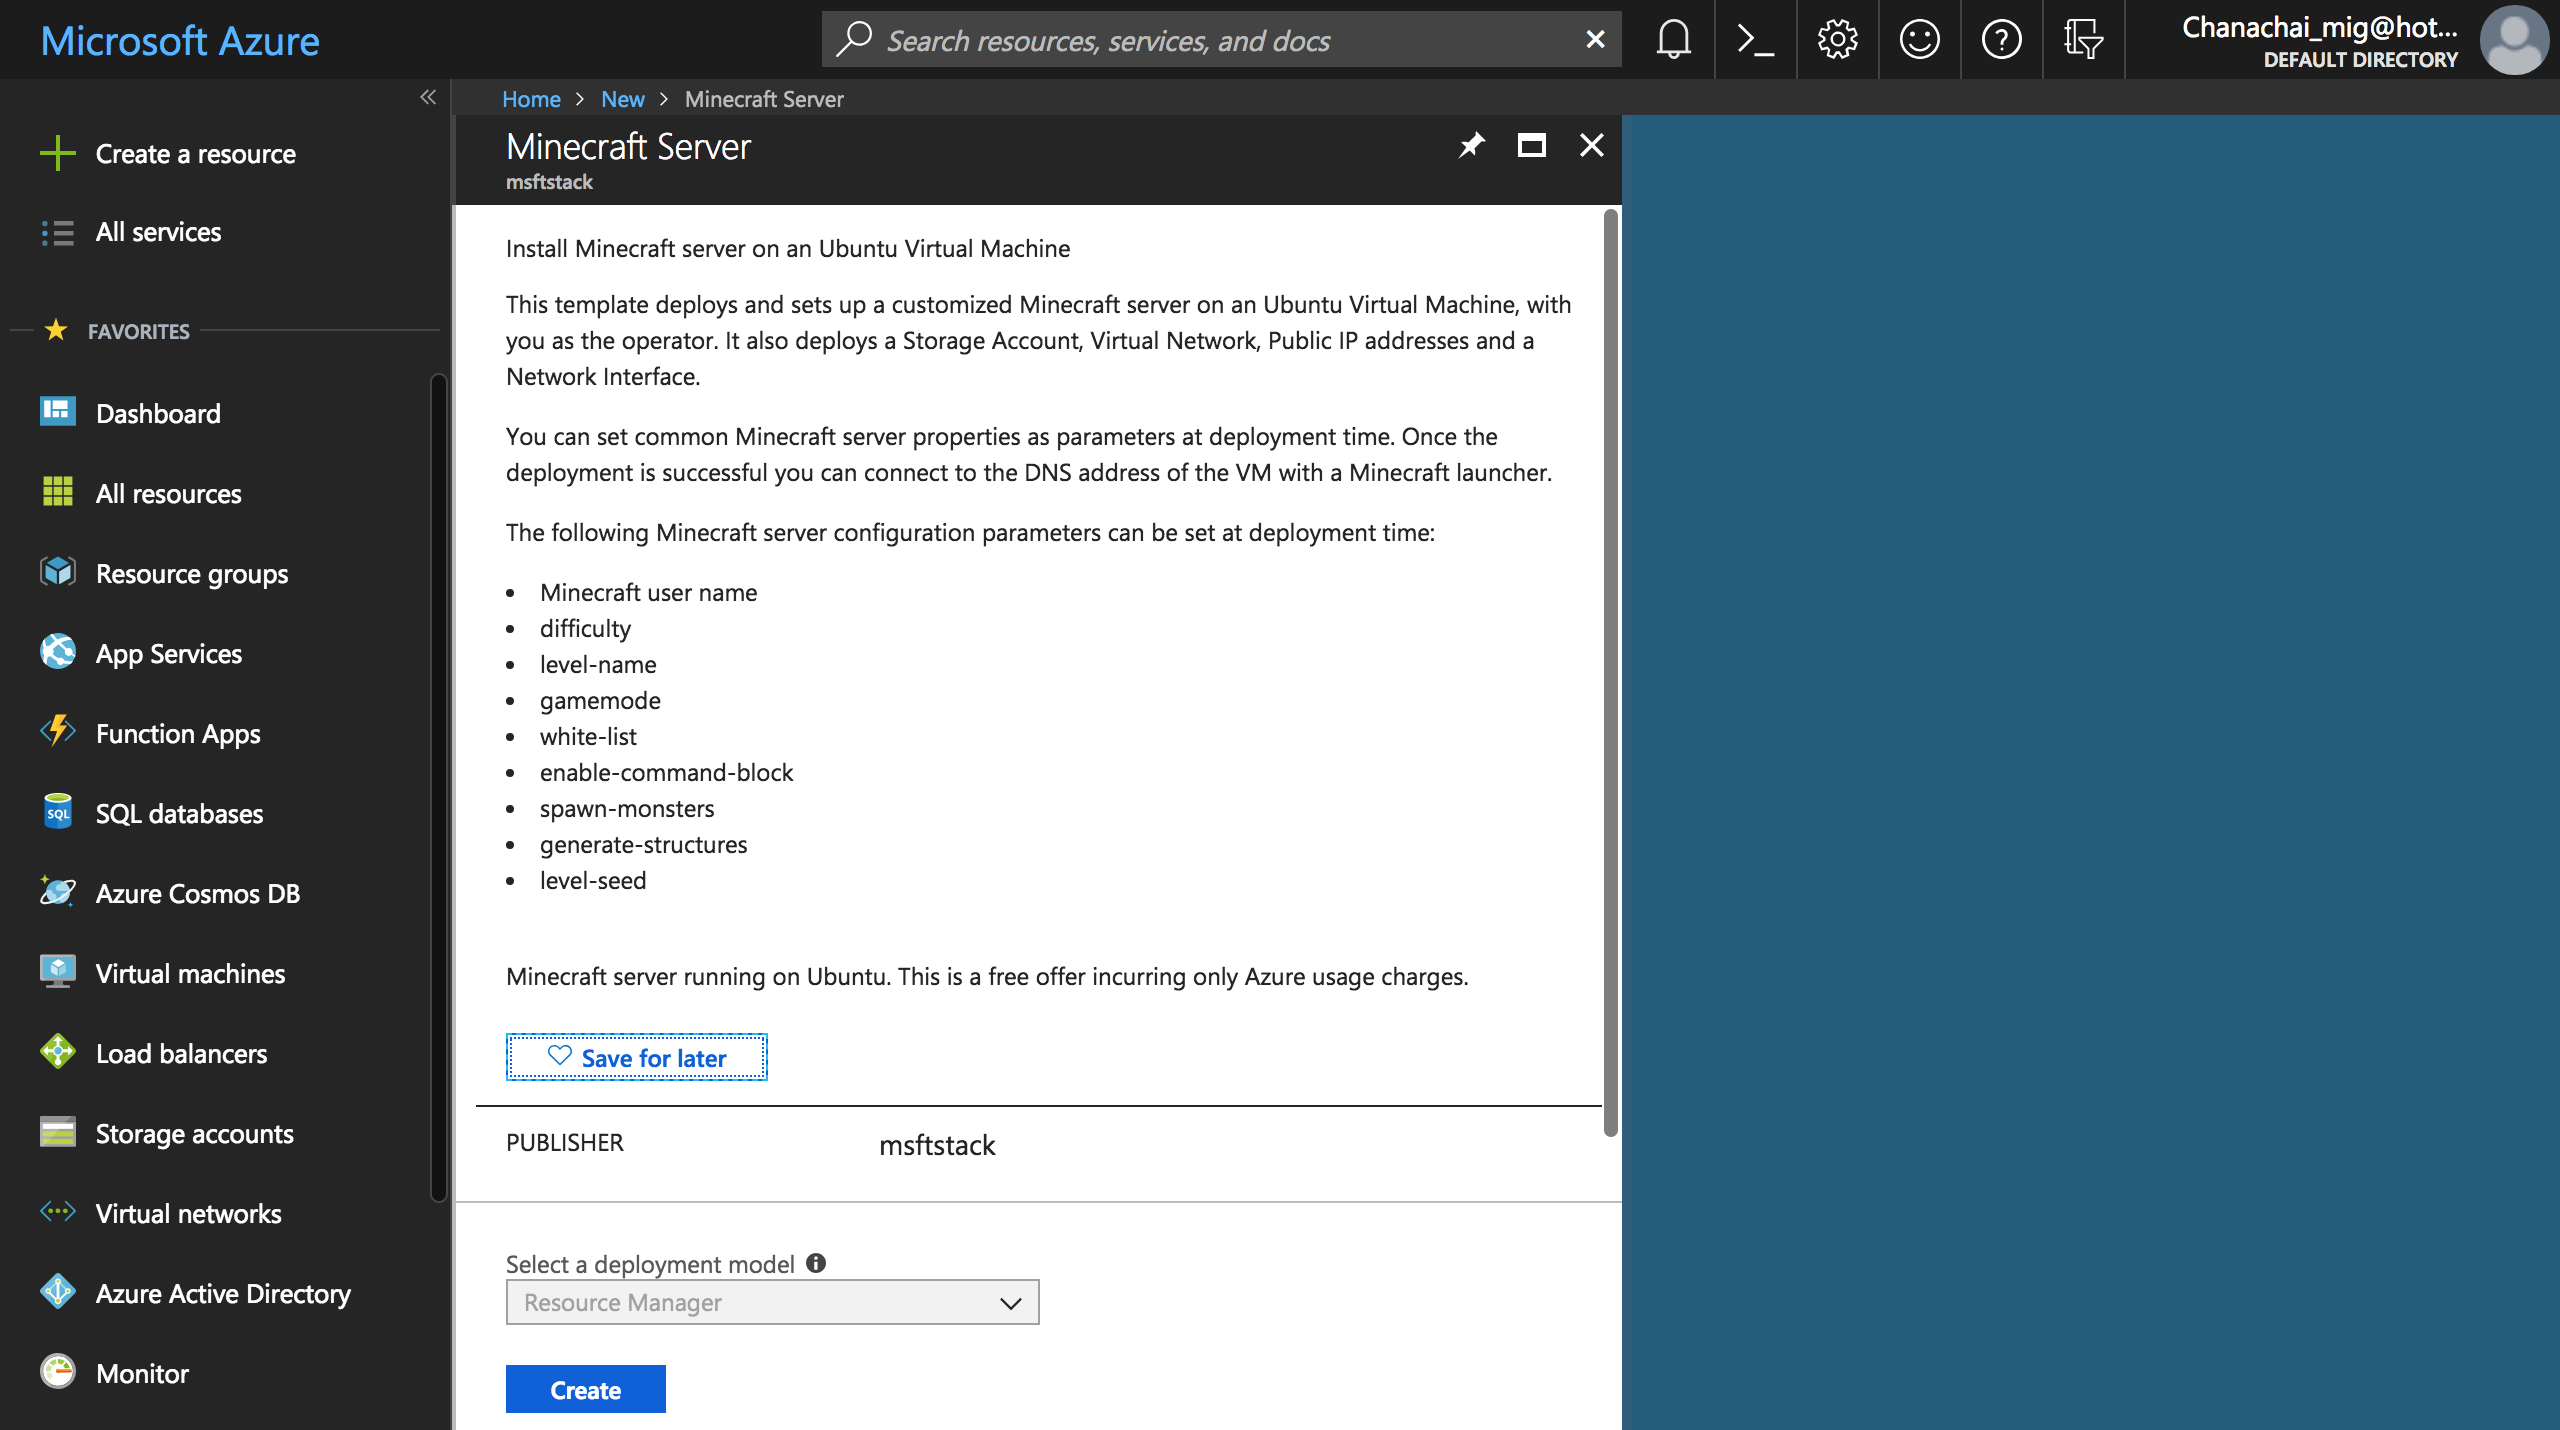 Microsoft Azure
Search resources, services, and docs
Chanachai_mig@hot...
DEFAULT DIRECTORY
Create a resource
All services
FAVORITES
Dashboard
All resources
Resource groups
App Services
Function Apps
SQL
SQL databases
Azure Cosmos DB
Virtual machines
Load balancers
Storage accounts
Virtual networks
Azure Active Directory
Monitor
Home > New > Minecraft Server
Minecraft Server
msftstack
Install Minecraft server on an Ubuntu Virtual Machine
This template deploys and sets up a customized Minecraft server on an Ubuntu Virtual Machine, with
you as the operator. It also deploys a Storage Account, Virtual Network, Public IP addresses and a
Network Interface.
You can set common Minecraft server properties as parameters at deployment time. Once the
deployment is successful you can connect to the DNS address of the VM with a Minecraft launcher.
The following Minecraft server configuration parameters can be set at deployment time:
• Minecraft user name
• difficulty
• level-name
• gamemode
• white-list
• enable-command-block
• spawn-monsters
• generate-structures
• level-seed
Minecraft server running on Ubuntu. This is a free offer incurring only Azure usage charges.
Save for later
PUBLISHER msftstack
Select a deployment model
Resource Manager
Create